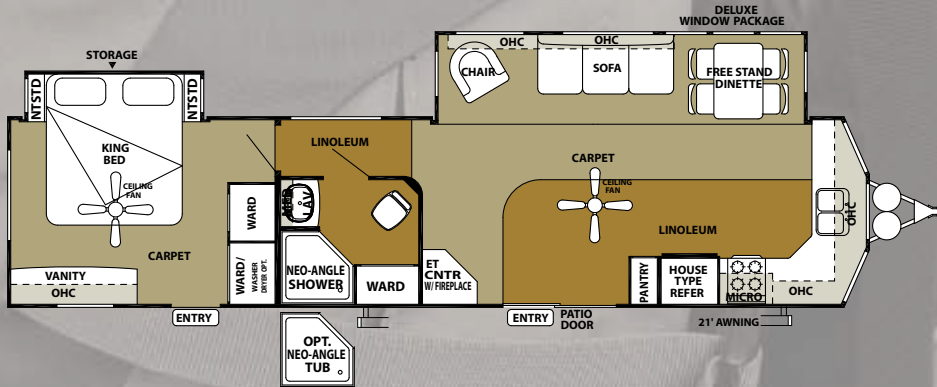 DELUXE
WINDOW PACKAGE
STORAGE
OHC
OHC
NTSTD
NTSTD
CHAIR
SOFA
FREE STAND
DINETTE
KING
BED
LINOLEUM
CARPET
CEILING
FAN
CEILING
FAN
MED
LAV
WARD
OHC
LINOLEUM
CARPET
VANITY
OHC
WARD/
WASHER
DRYER OPT.
NEO-ANGLE
SHOWER
WARD
ET
CNTR
W/ FIREPLACE
PANTRY
HOUSE
TYPE
REFER
MICRO
OHC
ENTRY
ENTRY
PATIO
DOOR
21' AWNING
OPT.
NEO-ANGLE
TUB